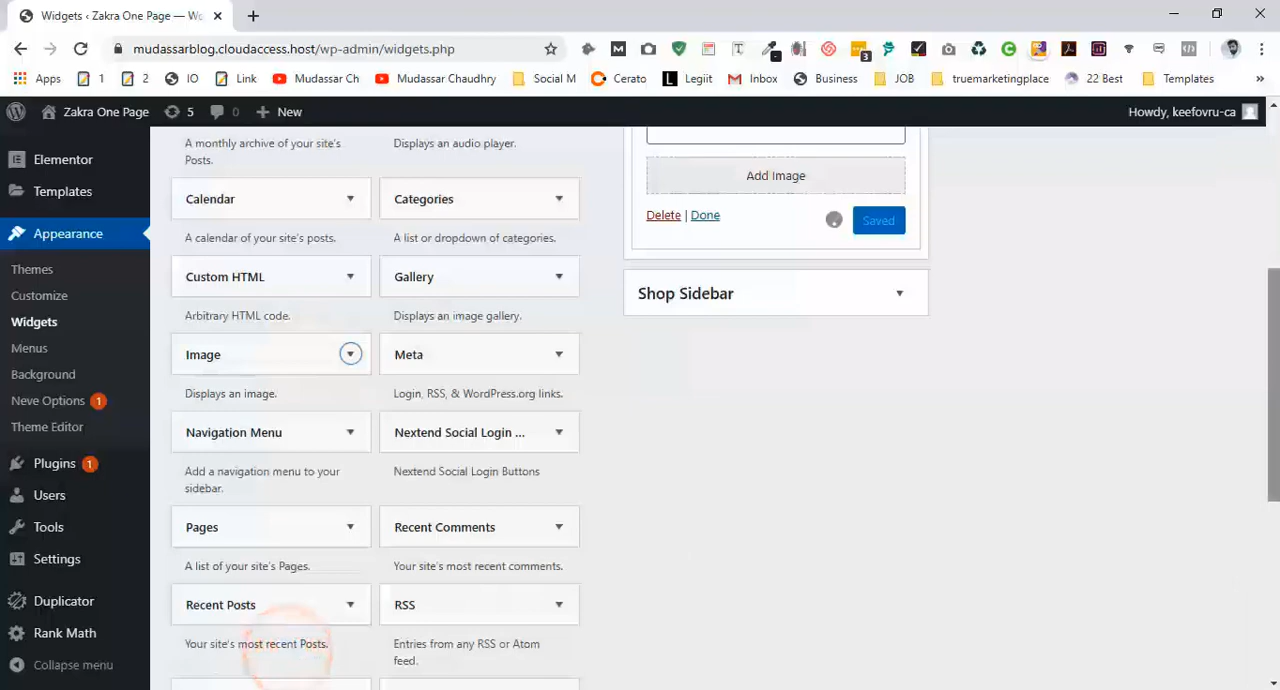 Widgets ‹ Zakra One Page — Wo
mudassarblog.cloudaccess.host/wp-admin/widgets.php
3
Apps 1 2 IO Link Mudassar Ch Mudassar Chaudhry Social M Cerato Legiit Inbox Business JOB truemarketingplace 22 Best Templates »
Zakra One Page 5 0 + New Howdy, keefovru-ca
Elementor
Templates
Appearance
Themes
Customize
Widgets
Menus
Background
Neve Options 1
Theme Editor
Plugins 1
Users
Tools
Settings
Duplicator
Rank Math
Collapse menu
A monthly archive of your site's
Posts.
Displays an audio player.
Calendar
A calendar of your site's posts.
Categories
A list or dropdown of categories.
Custom HTML
Arbitrary HTML code.
Gallery
Displays an image gallery.
Image
Displays an image.
Meta
Login, RSS, & WordPress.org links.
Navigation Menu
Add a navigation menu to your
sidebar.
Nextend Social Login ...
Nextend Social Login Buttons
Pages
A list of your site's Pages.
Recent Comments
Your site's most recent comments.
Recent Posts
Your site's most recent Posts.
RSS
Entries from any RSS or Atom
feed.
Add Image
Delete | Done
Saved
Shop Sidebar